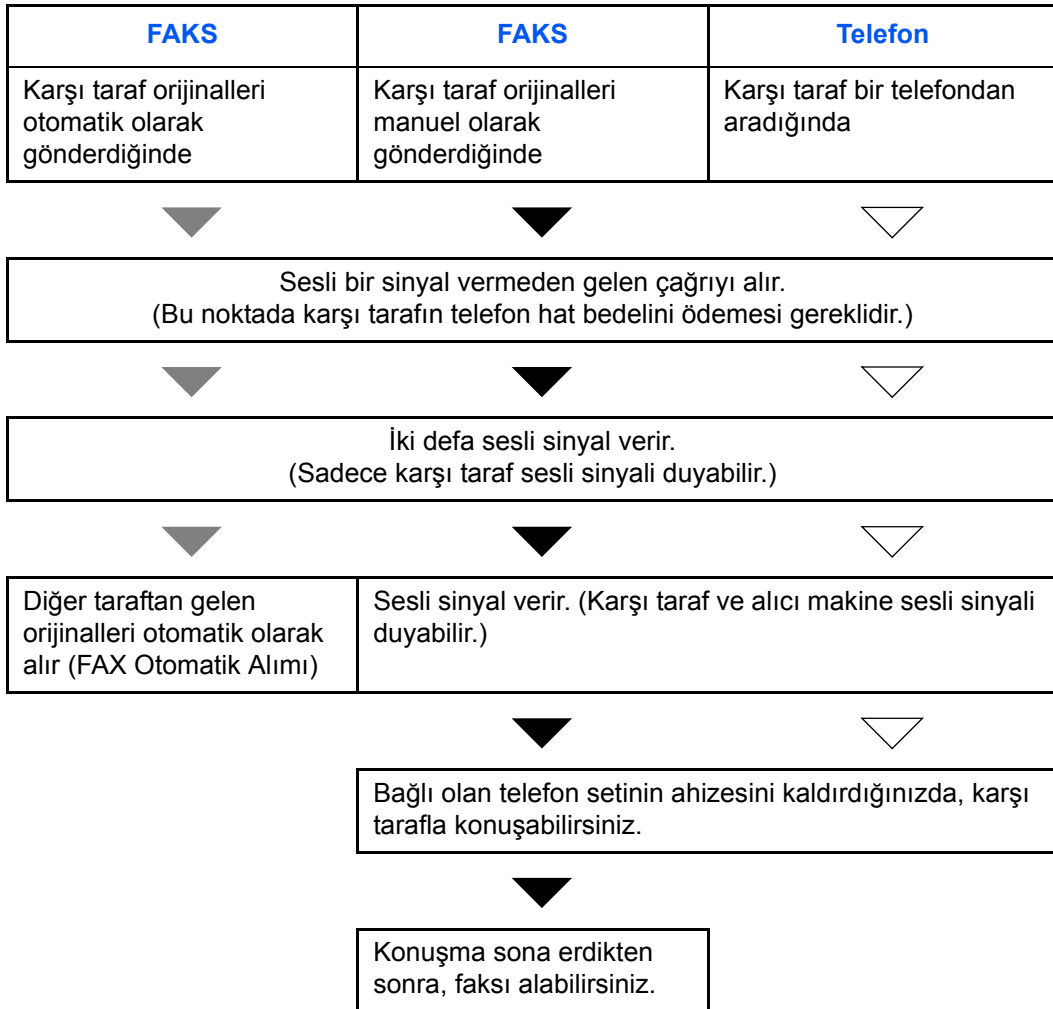 FAKS
FAKS
Telefon
Karşı taraf orijinalleri
otomatik olarak
gönderdiğinde
Karşı taraf orijinalleri
manuel olarak
gönderdiğinde
Karşı taraf bir telefondan
aradığında
Sesli bir sinyal vermeden gelen çağrıyı alır.
(Bu noktada karşı tarafın telefon hat bedelini ödemesi gereklidir.)
İki defa sesli sinyal verir.
(Sadece karşı taraf sesli sinyali duyabilir.)
Diğer taraftan gelen
orijinalleri otomatik olarak
alır (FAX Otomatik Alımı)
Sesli sinyal verir. (Karşı taraf ve alıcı makine sesli sinyali
duyabilir.)
Bağlı olan telefon setinin ahizesini kaldırdığınızda, karşı
tarafla konuşabilirsiniz.
Konuşma sona erdikten
sonra, faksı alabilirsiniz.